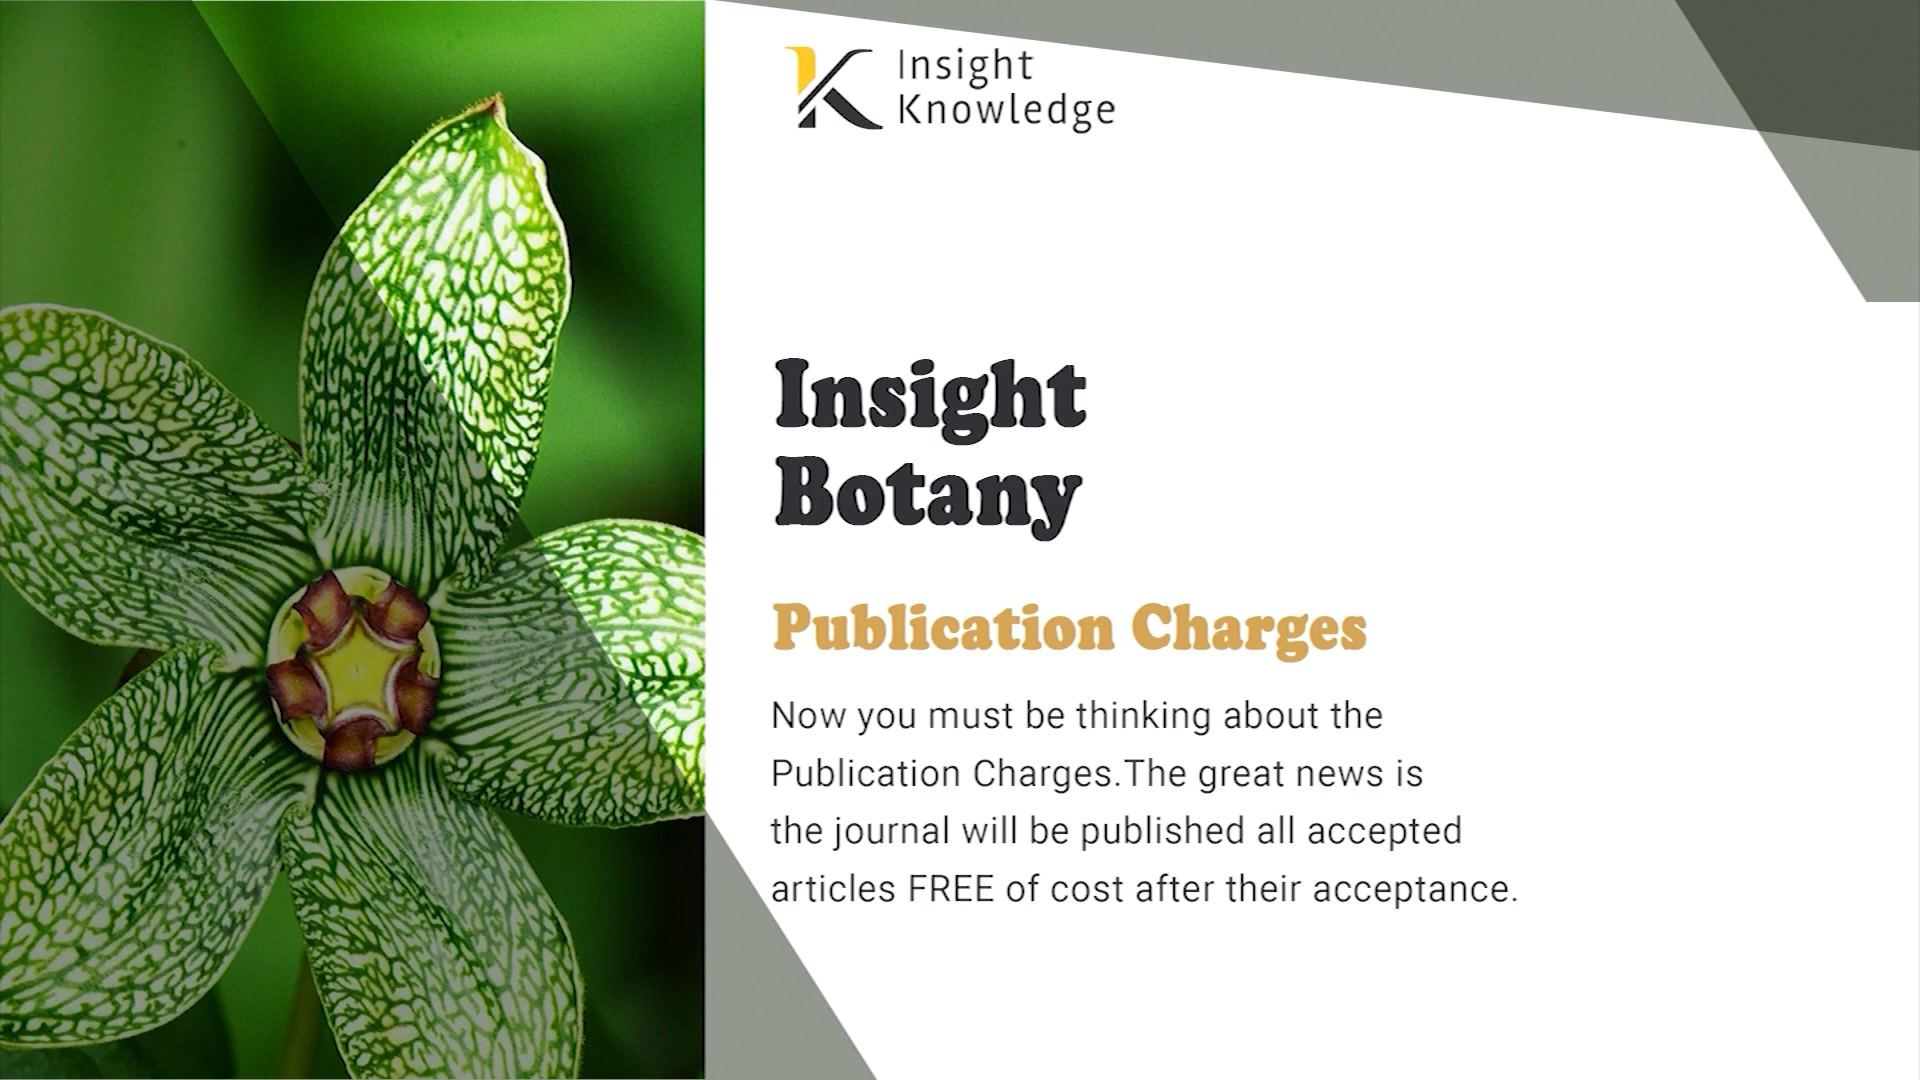 Insight
Knowledge
Insight
Botany
Publication Charges
Now you must be thinking about the
Publication Charges.The great news is
the journal will be published all accepted
articles FREE of cost after their acceptance.